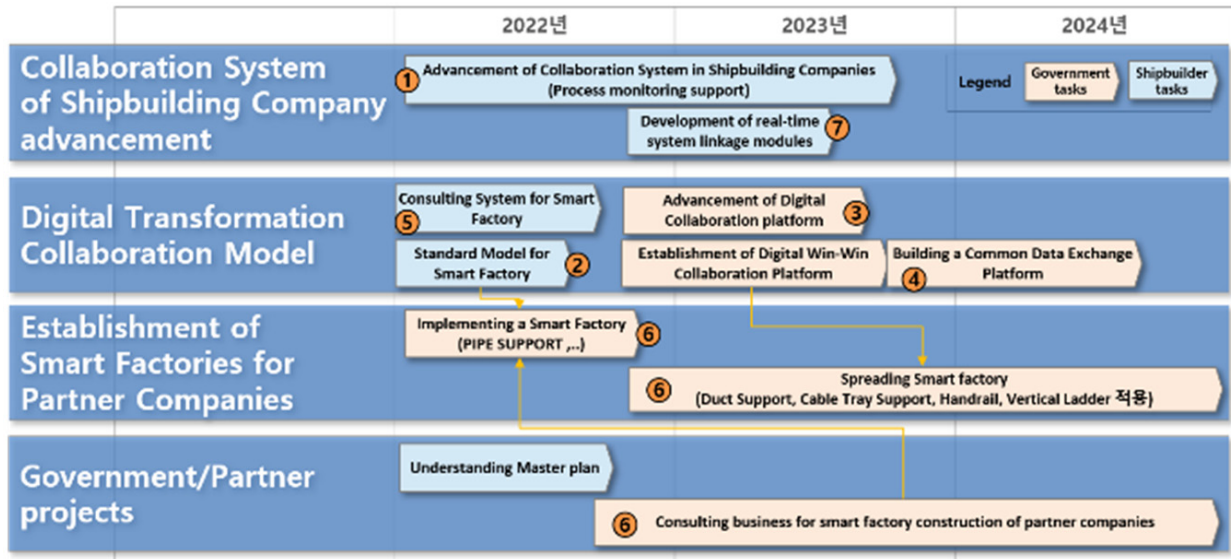 2022년
2023년
2024년
Collaboration System
of Shipbuilding Company
advancement
1
Advancement of Collaboration System in Shipbuilding Companies
(Process monitoring support)
Development of real-time
system linkage modules
7
Legend
Government
tasks
Shipbuilder
tasks
Digital Transformation
Collaboration Model
Consulting System for Smart
Factory
5
Standard Model for
Smart Factory
2
Advancement of Digital
Collaboration platform
3
Establishment of Digital Win-Win
Collaboration Platform
Building a Common Data Exchange
Platform
4
Establishment of
Smart Factories for
Partner Companies
Implementing a Smart Factory
(PIPE SUPPORT ,..)
6
6
Spreading Smart factory
(Duct Support, Cable Tray Support, Handrail, Vertical Ladder 적용)
Government/Partner
projects
Understanding Master plan
6
Consulting business for smart factory construction of partner companies